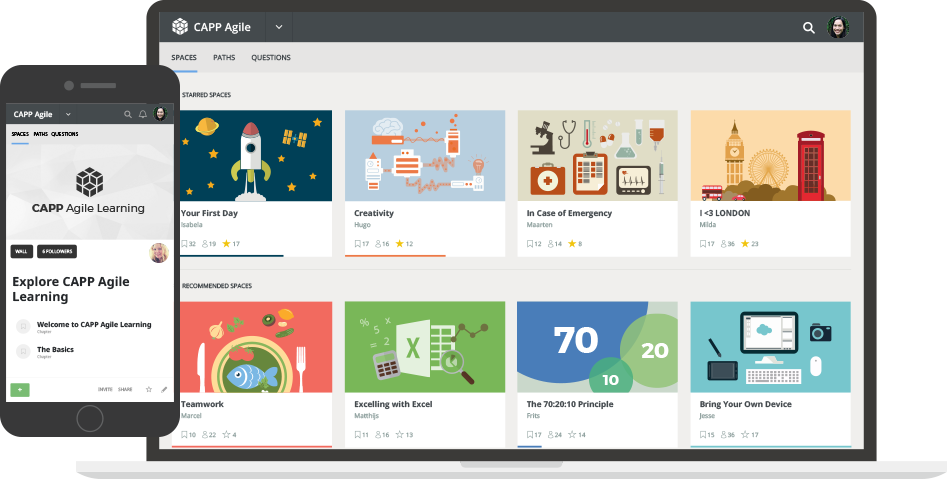 CAPP Agile
SPACES PATHS QUESTIONS
STARRED SPACES
Your First Day
Isabela
32 19 17
Creativity
Hugo
17 16 12
In Case of Emergency
Maarten
12 14 8
I <3 LONDON
Milda
17 36 23
RECOMMENDED SPACES
Teamwork
Marcel
10 22 4
% 5 x
= 2
X
Excelling with Excel
Matthijs
11 16 13
70
20
10
The 70:20:10 Principle
Frits
17 24 14
Bring Your Own Device
Jesse
15 36 17
CAPP Agile
SPACES PATHS QUESTIONS
CAPP Agile Learning
WALL 6 FOLLOWERS
Explore CAPP Agile
Learning
Welcome to CAPP Agile Learning
Chapter
The Basics
Chapter
+ INVITE SHARE